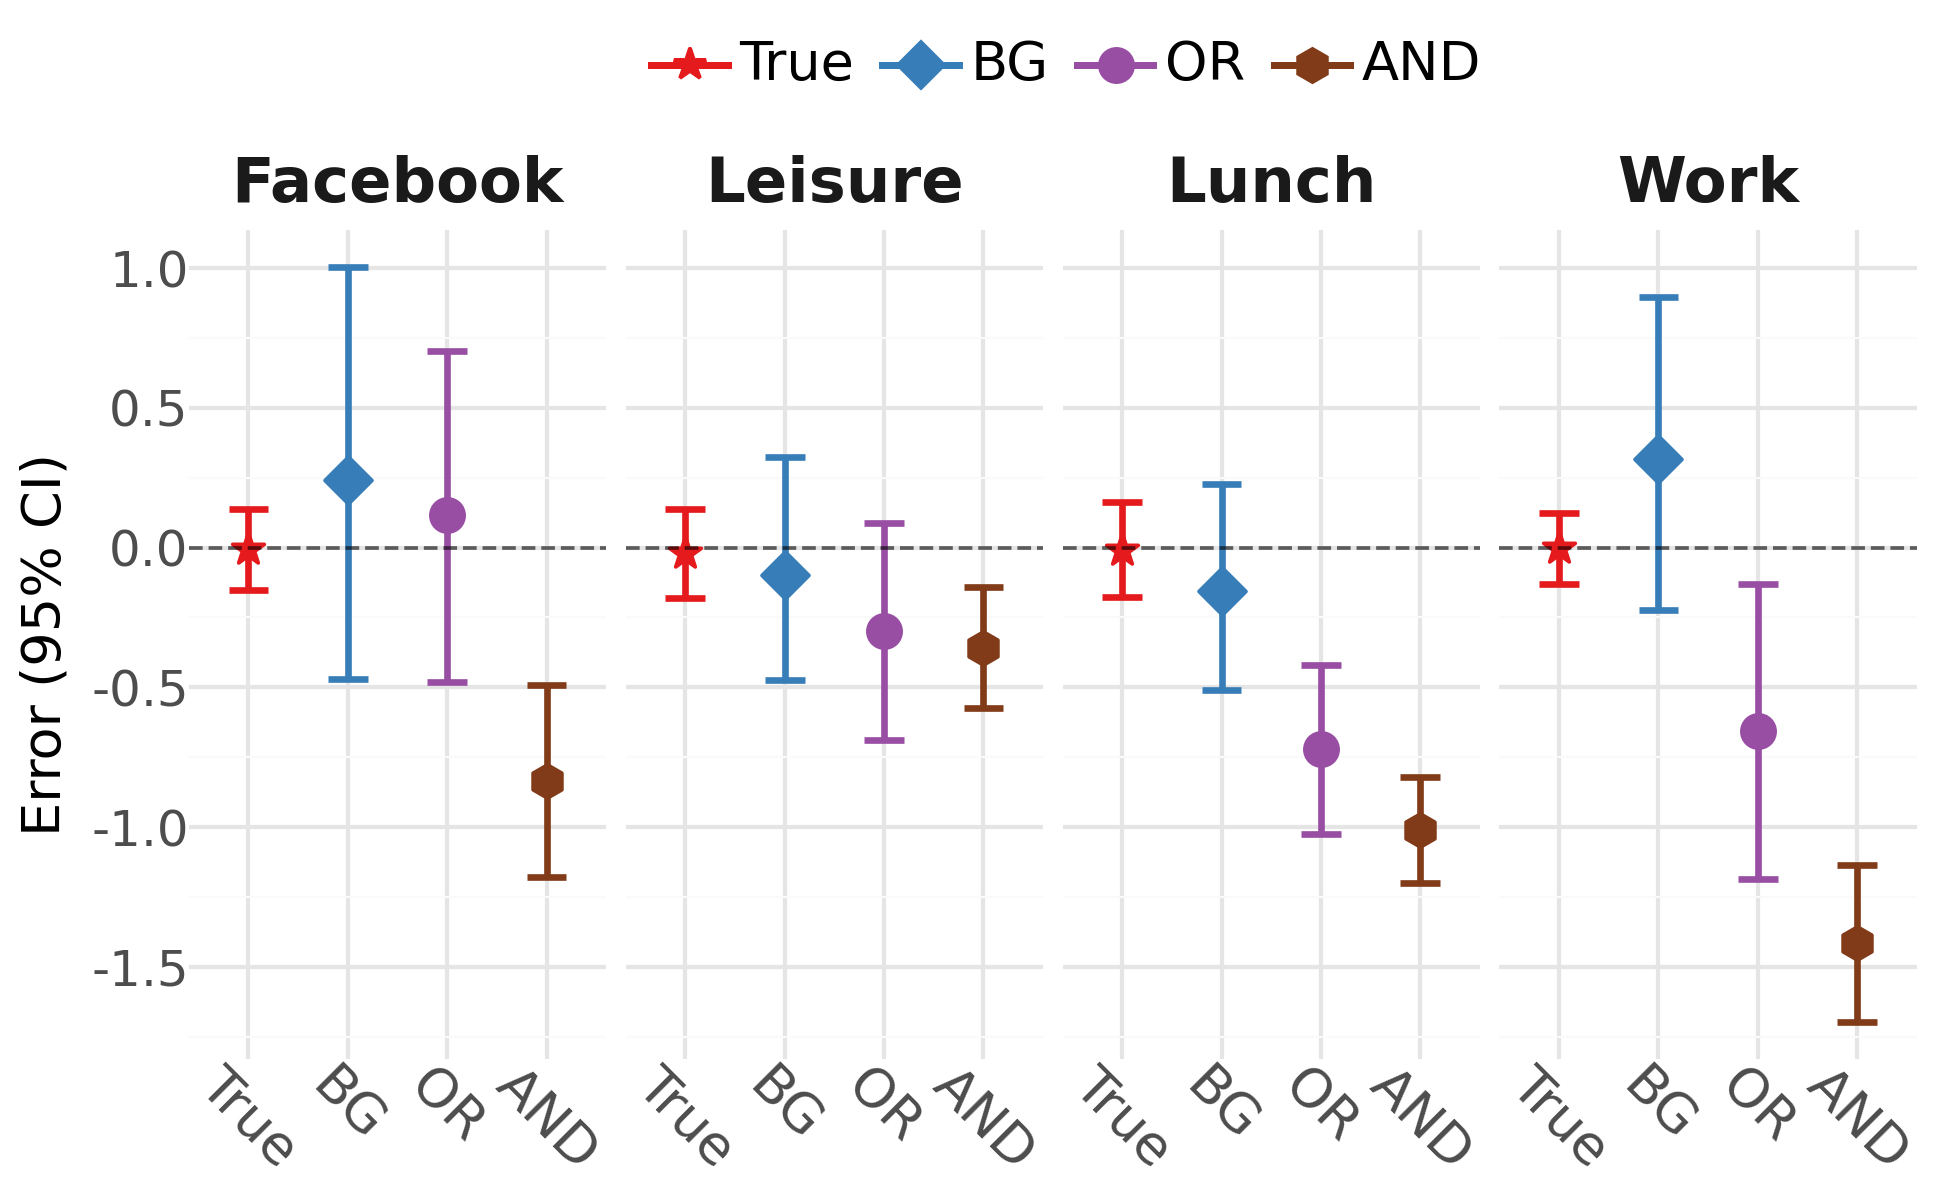 True BG OR AND
Facebook Leisure Lunch Work
Error (95% CI)
1.0
0.5
0.0
-0.5
-1.0
-1.5
True BG OR AND True BG OR AND True BG OR AND True BG OR AND